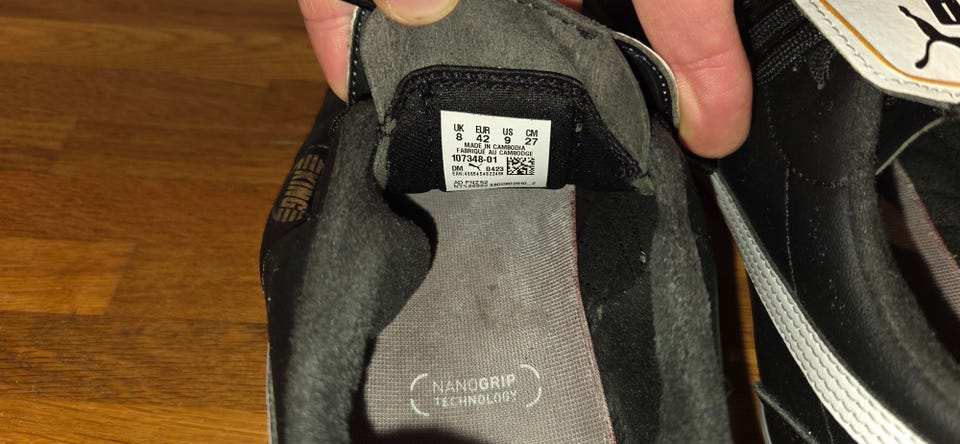 UK EUR US CM
8 42 9 27
MADE IN CAMBODIA
FABRIQUÉ AU CAMBODGE
107348-01
DM 0423
KING
NANOGRIP
TECHNOLOGY